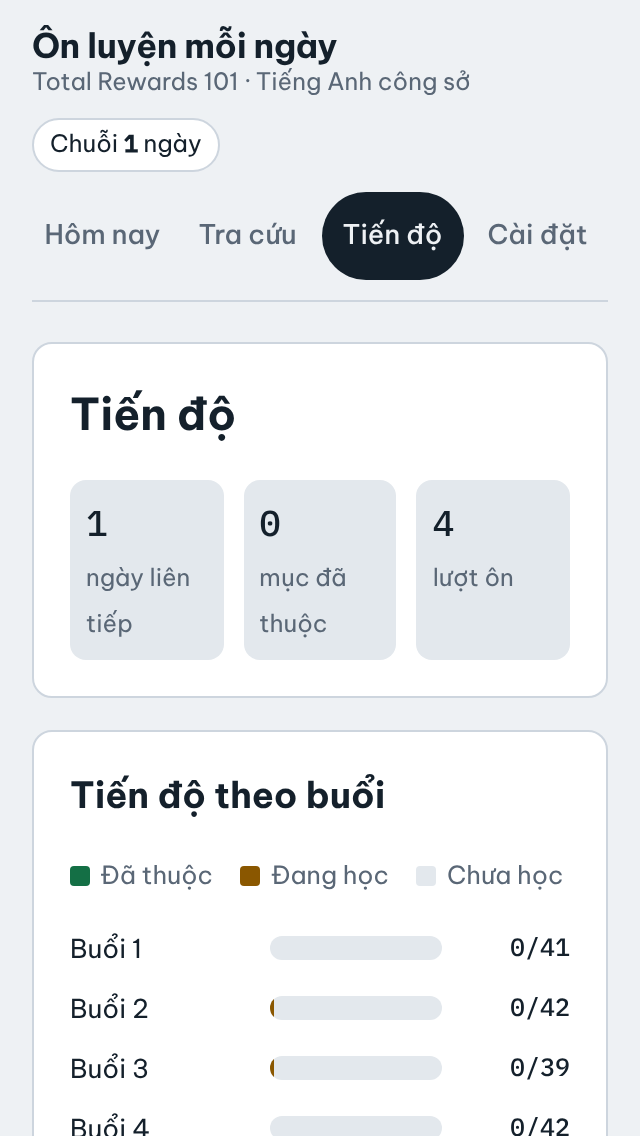 Ôn luyện mỗi ngày
Total Rewards 101 · Tiếng Anh công sở
Chuỗi 1 ngày
Hôm nay Tra cứu Tiến độ Cài đặt
Tiến độ
1 0 4
ngày liên mục đã lượt ôn
tiếp thuộc
Tiến độ theo buổi
Đã thuộc Đang học Chưa học
Buổi 1 0/41
Buổi 2 0/42
Buổi 3 0/39
Buổi 4 0/42